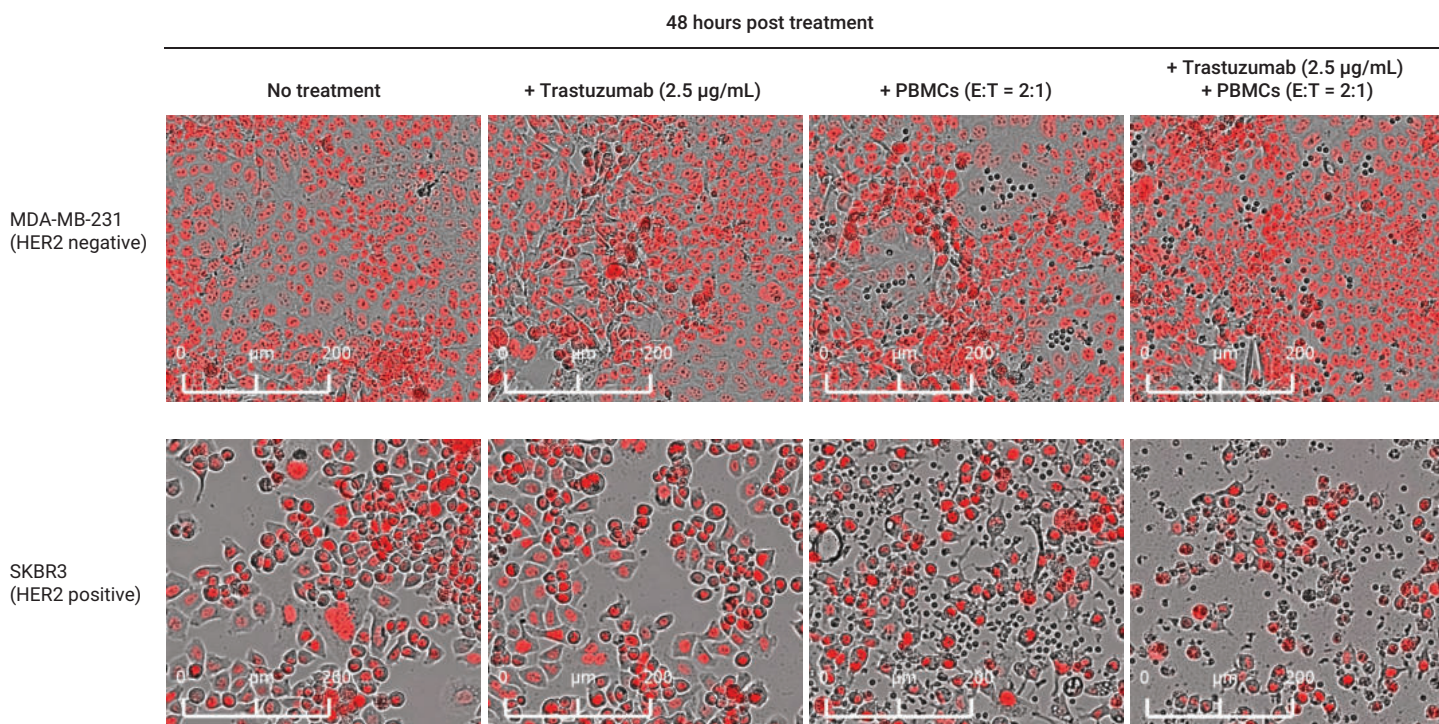 48 hours post treatment
No treatment
+ Trastuzumab (2.5 µg/mL)
+ PBMCs (E:T = 2:1)
+ Trastuzumab (2.5 µg/mL)
+ PBMCs (E:T = 2:1)
MDA-MB-231
(HER2 negative)
0 µm 200
0 µm 200
0 µm 200
0 µm 200
SKBR3
(HER2 positive)
0 µm 200
0 µm 200
0 µm 200
0 µm 200